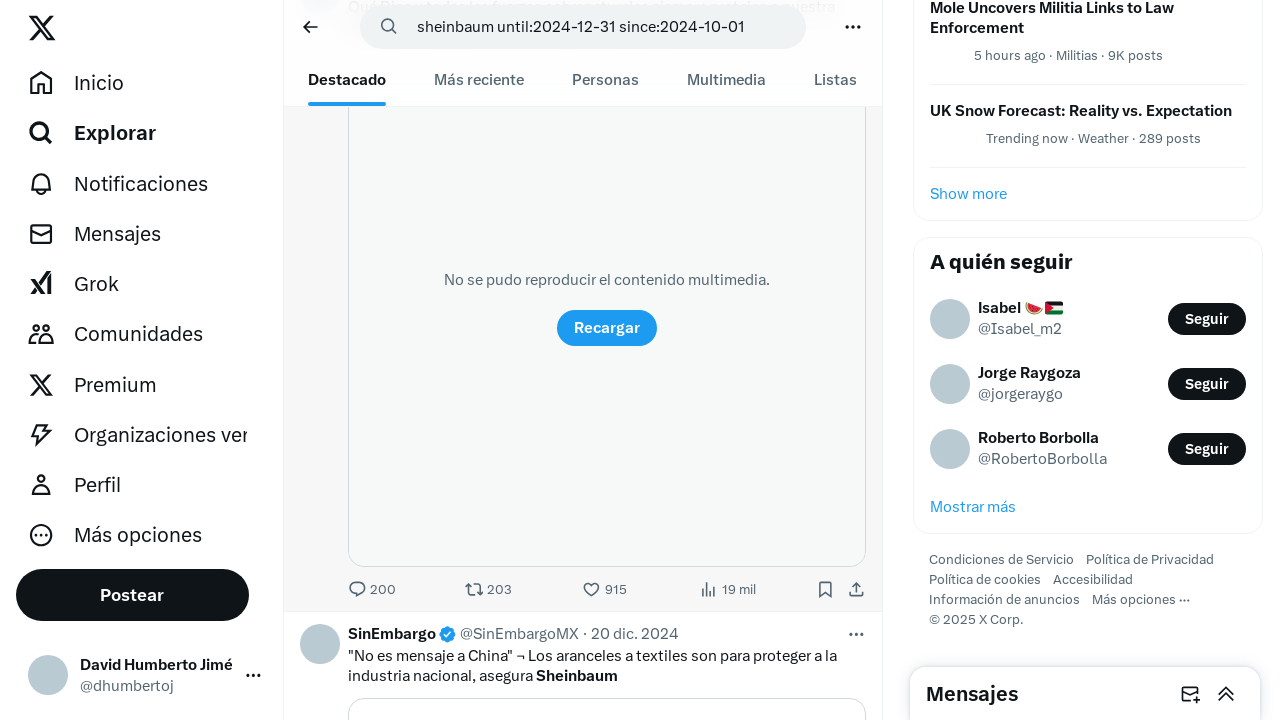 Inicio
Explorar
Notificaciones
Mensajes
Grok
Comunidades
Premium
Organizaciones ver
Perfil
Más opciones
Postear
David Humberto Jimé
@dhumbertoj
sheinbaum until:2024-12-31 since:2024-10-01
Destacado
Más reciente
Personas
Multimedia
Listas
No se pudo reproducir el contenido multimedia.
Recargar
200
203
915
19 mil
SinEmbargo @SinEmbargoMX · 20 dic. 2024
"No es mensaje a China" ¬ Los aranceles a textiles son para proteger a la
industria nacional, asegura Sheinbaum
Mole Uncovers Militia Links to Law
Enforcement
5 hours ago · Militias · 9K posts
UK Snow Forecast: Reality vs. Expectation
Trending now · Weather · 289 posts
Show more
A quién seguir
Isabel 🍉🇵🇸
@Isabel_m2
Seguir
Jorge Raygoza
@jorgeraygo
Seguir
Roberto Borbolla
@RobertoBorbolla
Seguir
Mostrar más
Condiciones de Servicio Política de Privacidad
Política de cookies Accesibilidad
Información de anuncios Más opciones ···
© 2025 X Corp.
Mensajes